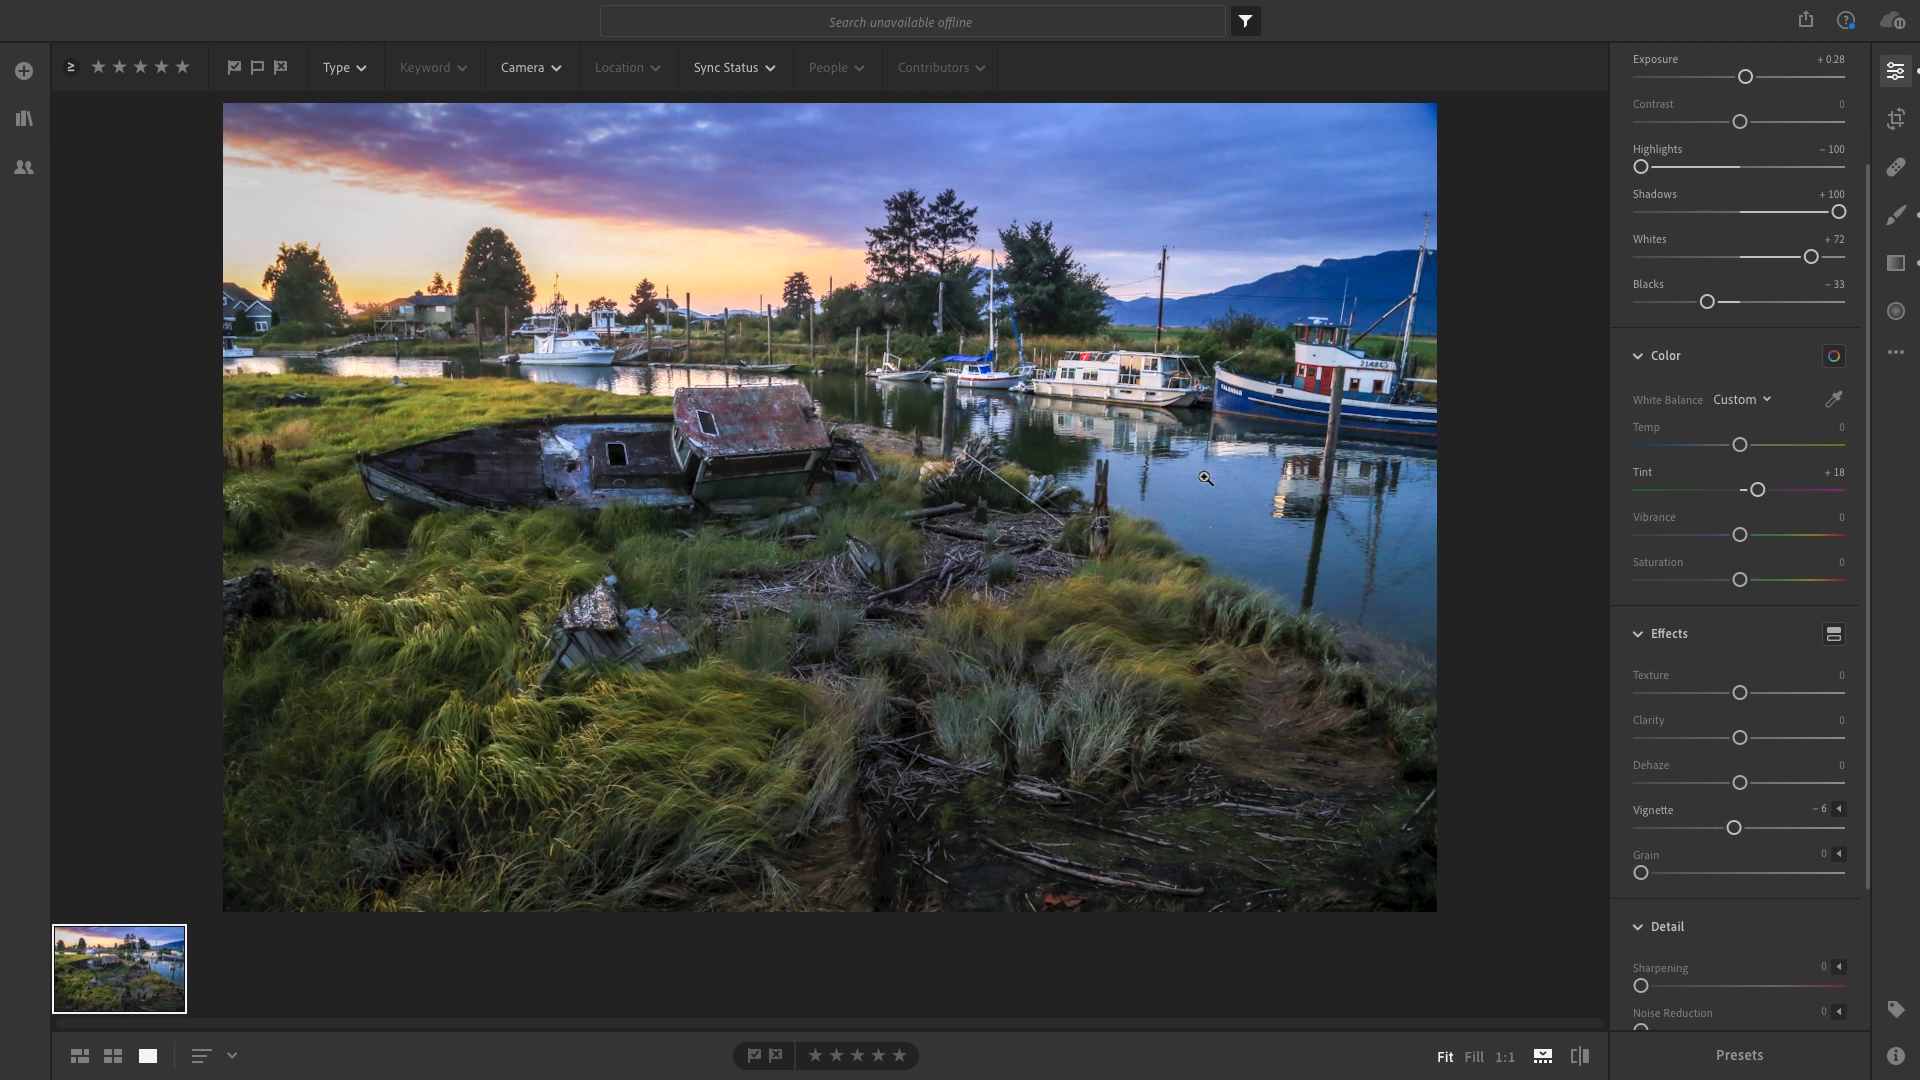 Search unavailable offline
Type
Keyword
Camera
Location
Sync Status
People
Contributors
Exposure + 0.28
Contrast 0
Highlights − 100
Shadows + 100
Whites + 72
Blacks − 33
Color
White Balance Custom
Temp 0
Tint + 18
Vibrance 0
Saturation 0
Effects
Texture 0
Clarity 0
Dehaze 0
Vignette − 6
Grain 0
Detail
Sharpening 0
Noise Reduction 0
Fit Fill 1:1
Presets